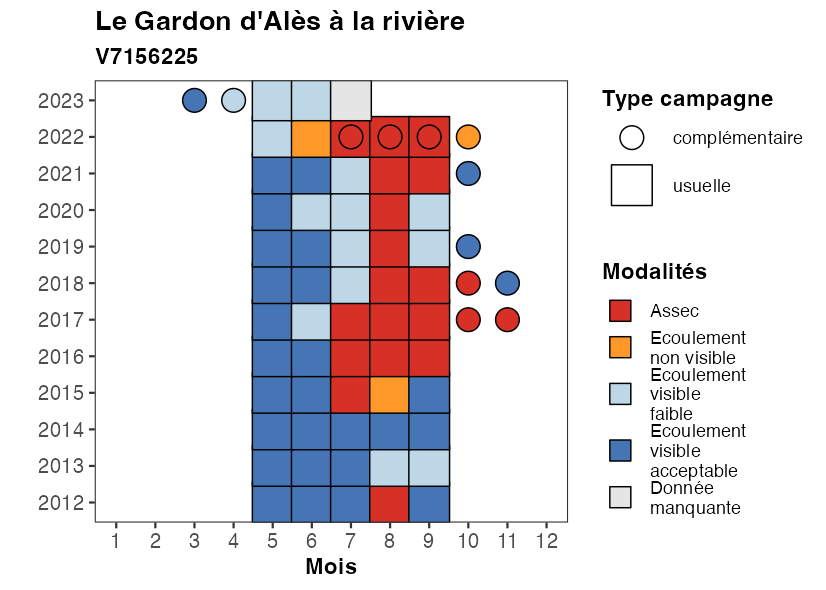 Le Gardon d'Alès à la rivière
V7156225
2023
2022
2021
2020
2019
2018
2017
2016
2015
2014
2013
2012
1 2 3 4 5 6 7 8 9 10 11 12
Mois
Type campagne
complémentaire
usuelle
Modalités
Assec
Ecoulement
non visible
Ecoulement
visible
faible
Ecoulement
visible
acceptable
Donnée
manquante